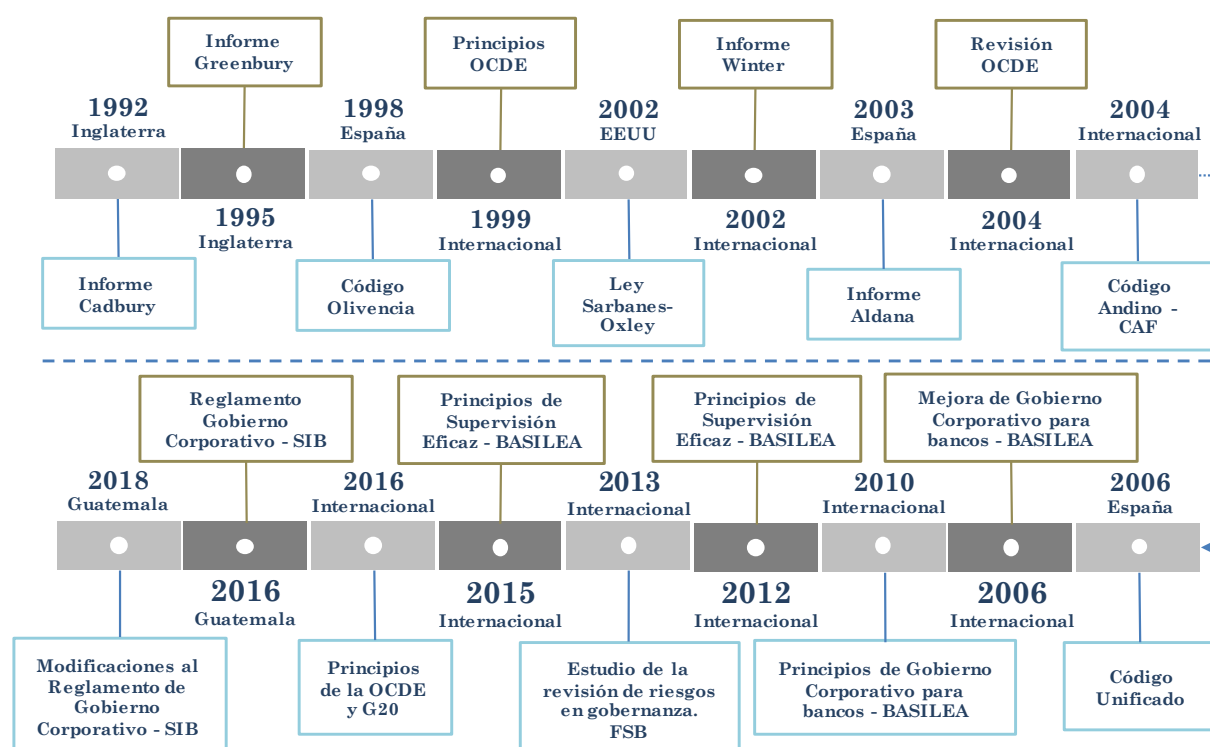 Informe
Greenbury
Principios
OCDE
Informe
Winter
Revisión
OCDE
1992
Inglaterra
1998
España
2002
EEUU
2003
España
2004
Internacional
1995
Inglaterra
1999
Internacional
2002
Internacional
2004
Internacional
Informe
Cadbury
Código
Olivencia
Ley
Sarbanes-
Oxley
Informe
Aldana
Código
Andino -
CAF
Reglamento
Gobierno
Corporativo - SIB
Principios de
Supervisión
Eficaz - BASILEA
Principios de
Supervisión
Eficaz - BASILEA
Mejora de Gobierno
Corporativo para
bancos - BASILEA
2018
Guatemala
2016
Internacional
2013
Internacional
2010
Internacional
2006
España
2016
Guatemala
2015
Internacional
2012
Internacional
2006
Internacional
Modificaciones al
Reglamento de
Gobierno
Corporativo - SIB
Principios
de la OCDE
y G20
Estudio de la
revisión de riesgos
en gobernanza.
FSB
Principios de Gobierno
Corporativo para
bancos - BASILEA
Código
Unificado